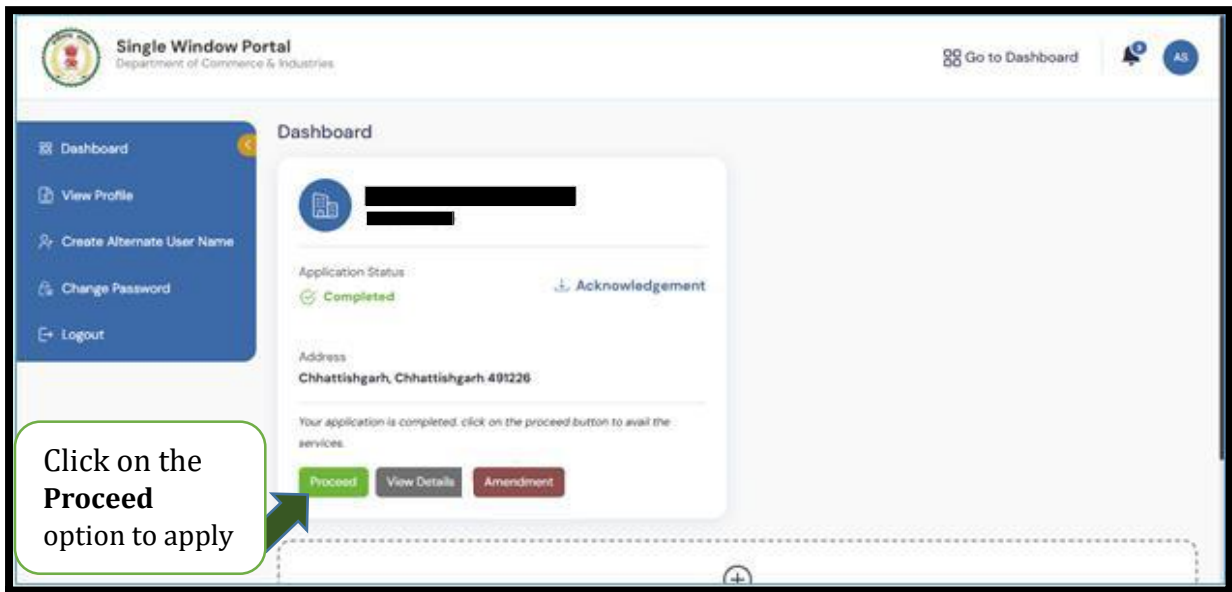 Single Window Portal
Department of Commerce & Industries
Go to Dashboard
AS
Dashboard
View Profile
Create Alternate User Name
Change Password
Logout
Dashboard
Application Status
Completed
Acknowledgement
Address
Chhattishgarh, Chhattishgarh 491226
Your application is completed. click on the proceed button to avail the
services.
Proceed
View Details
Amendment
Click on the
Proceed
option to apply